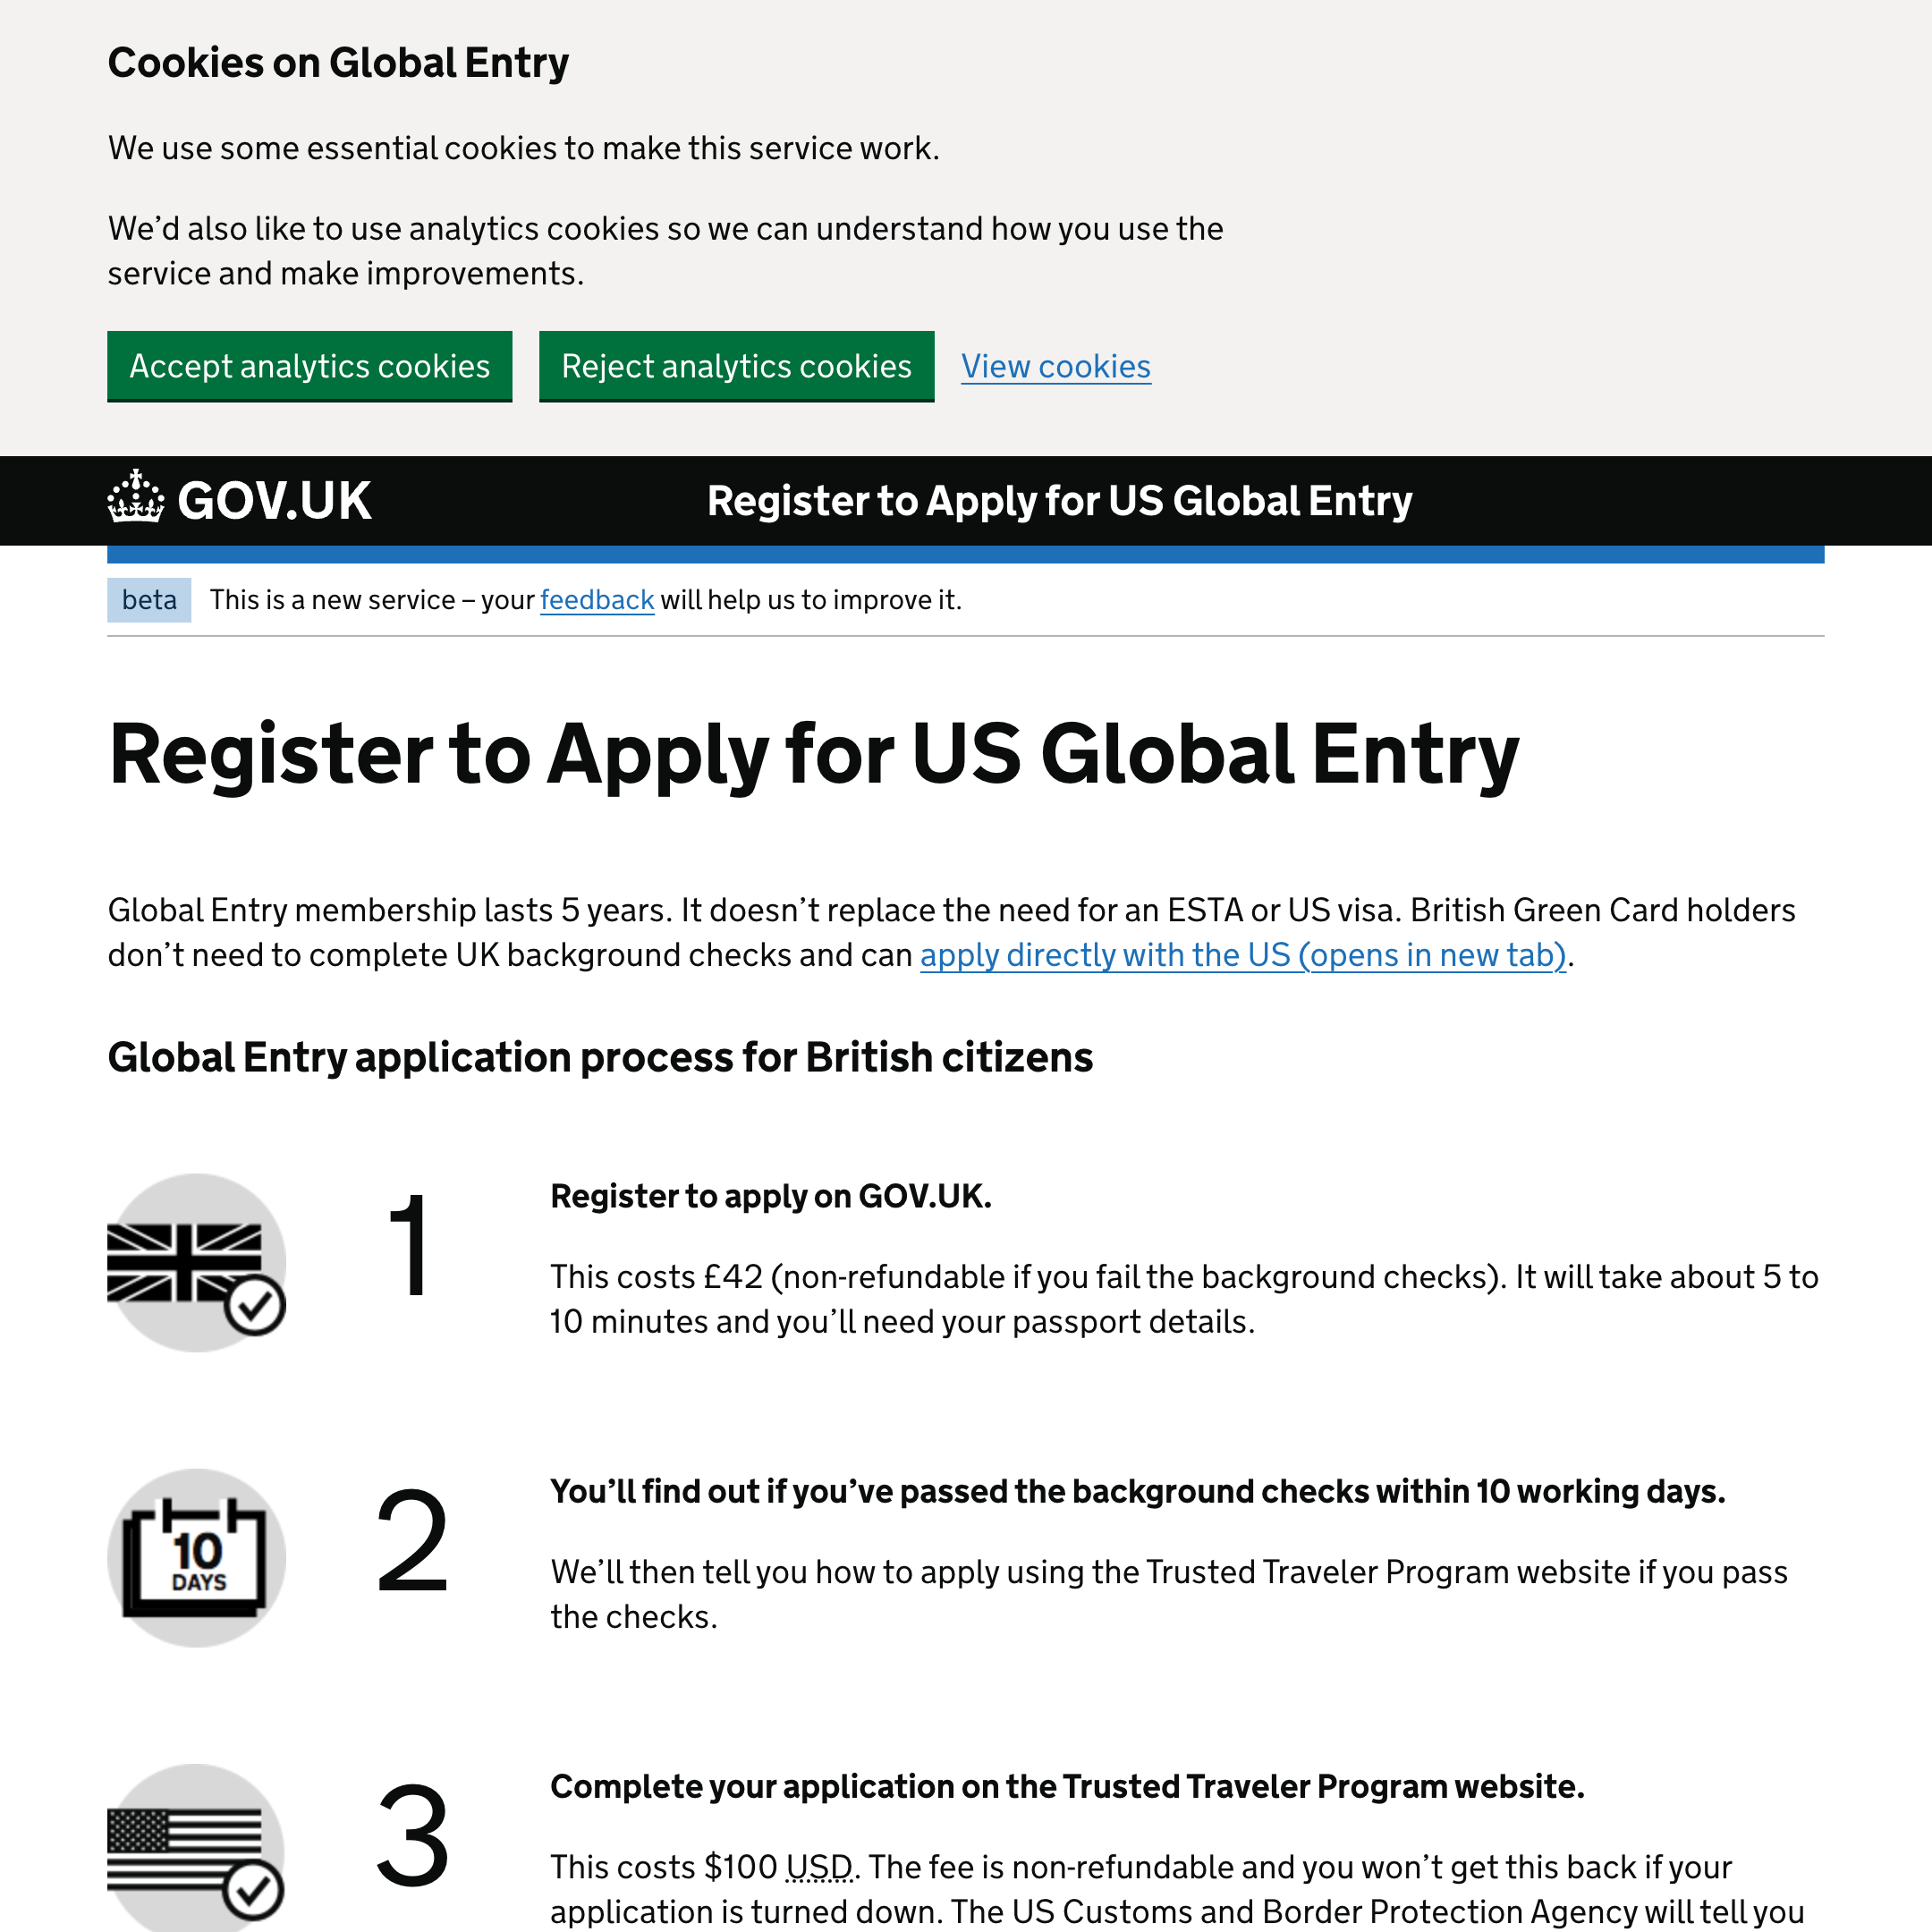 Cookies on Global Entry
We use some essential cookies to make this service work.
We’d also like to use analytics cookies so we can understand how you use the
service and make improvements.
Accept analytics cookies
Reject analytics cookies
View cookies
GOV.UK
Register to Apply for US Global Entry
beta
This is a new service – your feedback will help us to improve it.
Register to Apply for US Global Entry
Global Entry membership lasts 5 years. It doesn’t replace the need for an ESTA or US visa. British Green Card holders
don’t need to complete UK background checks and can apply directly with the US (opens in new tab).
Global Entry application process for British citizens
1
Register to apply on GOV.UK.
This costs £42 (non-refundable if you fail the background checks). It will take about 5 to
10 minutes and you’ll need your passport details.
10
DAYS
2
You’ll find out if you’ve passed the background checks within 10 working days.
We’ll then tell you how to apply using the Trusted Traveler Program website if you pass
the checks.
3
Complete your application on the Trusted Traveler Program website.
This costs $100 USD. The fee is non-refundable and you won’t get this back if your
application is turned down. The US Customs and Border Protection Agency will tell you